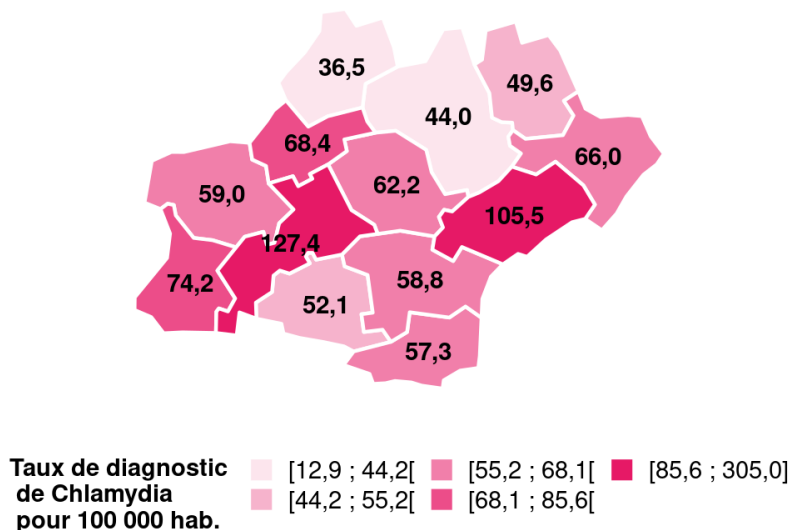 36,5
49,6
44,0
68,4
66,0
62,2
59,0
105,5
127,4
74,2
58,8
52,1
57,3
Taux de diagnostic
de Chlamydia
pour 100 000 hab.
[12,9 ; 44,2[ [55,2 ; 68,1[ [85,6 ; 305,0]
[44,2 ; 55,2[ [68,1 ; 85,6[